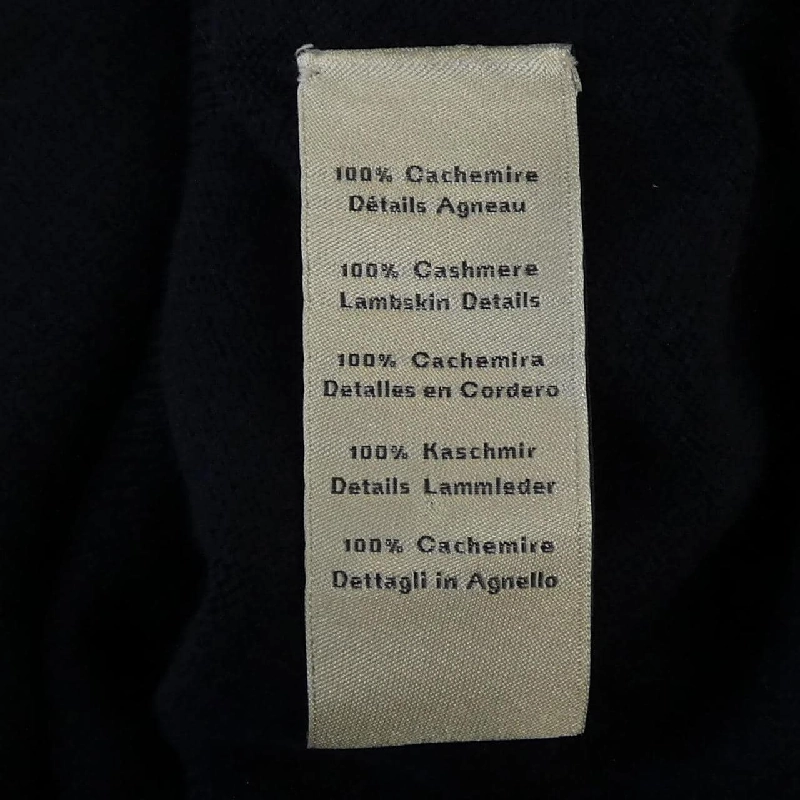 100% Cachemire
Détails Agneau
100% Cashmere
Lambskin Details
100% Cachemira
Detalles en Cordero
100% Kaschmir
Details Lammleder
100% Cachemire
Dettagli in Agnello